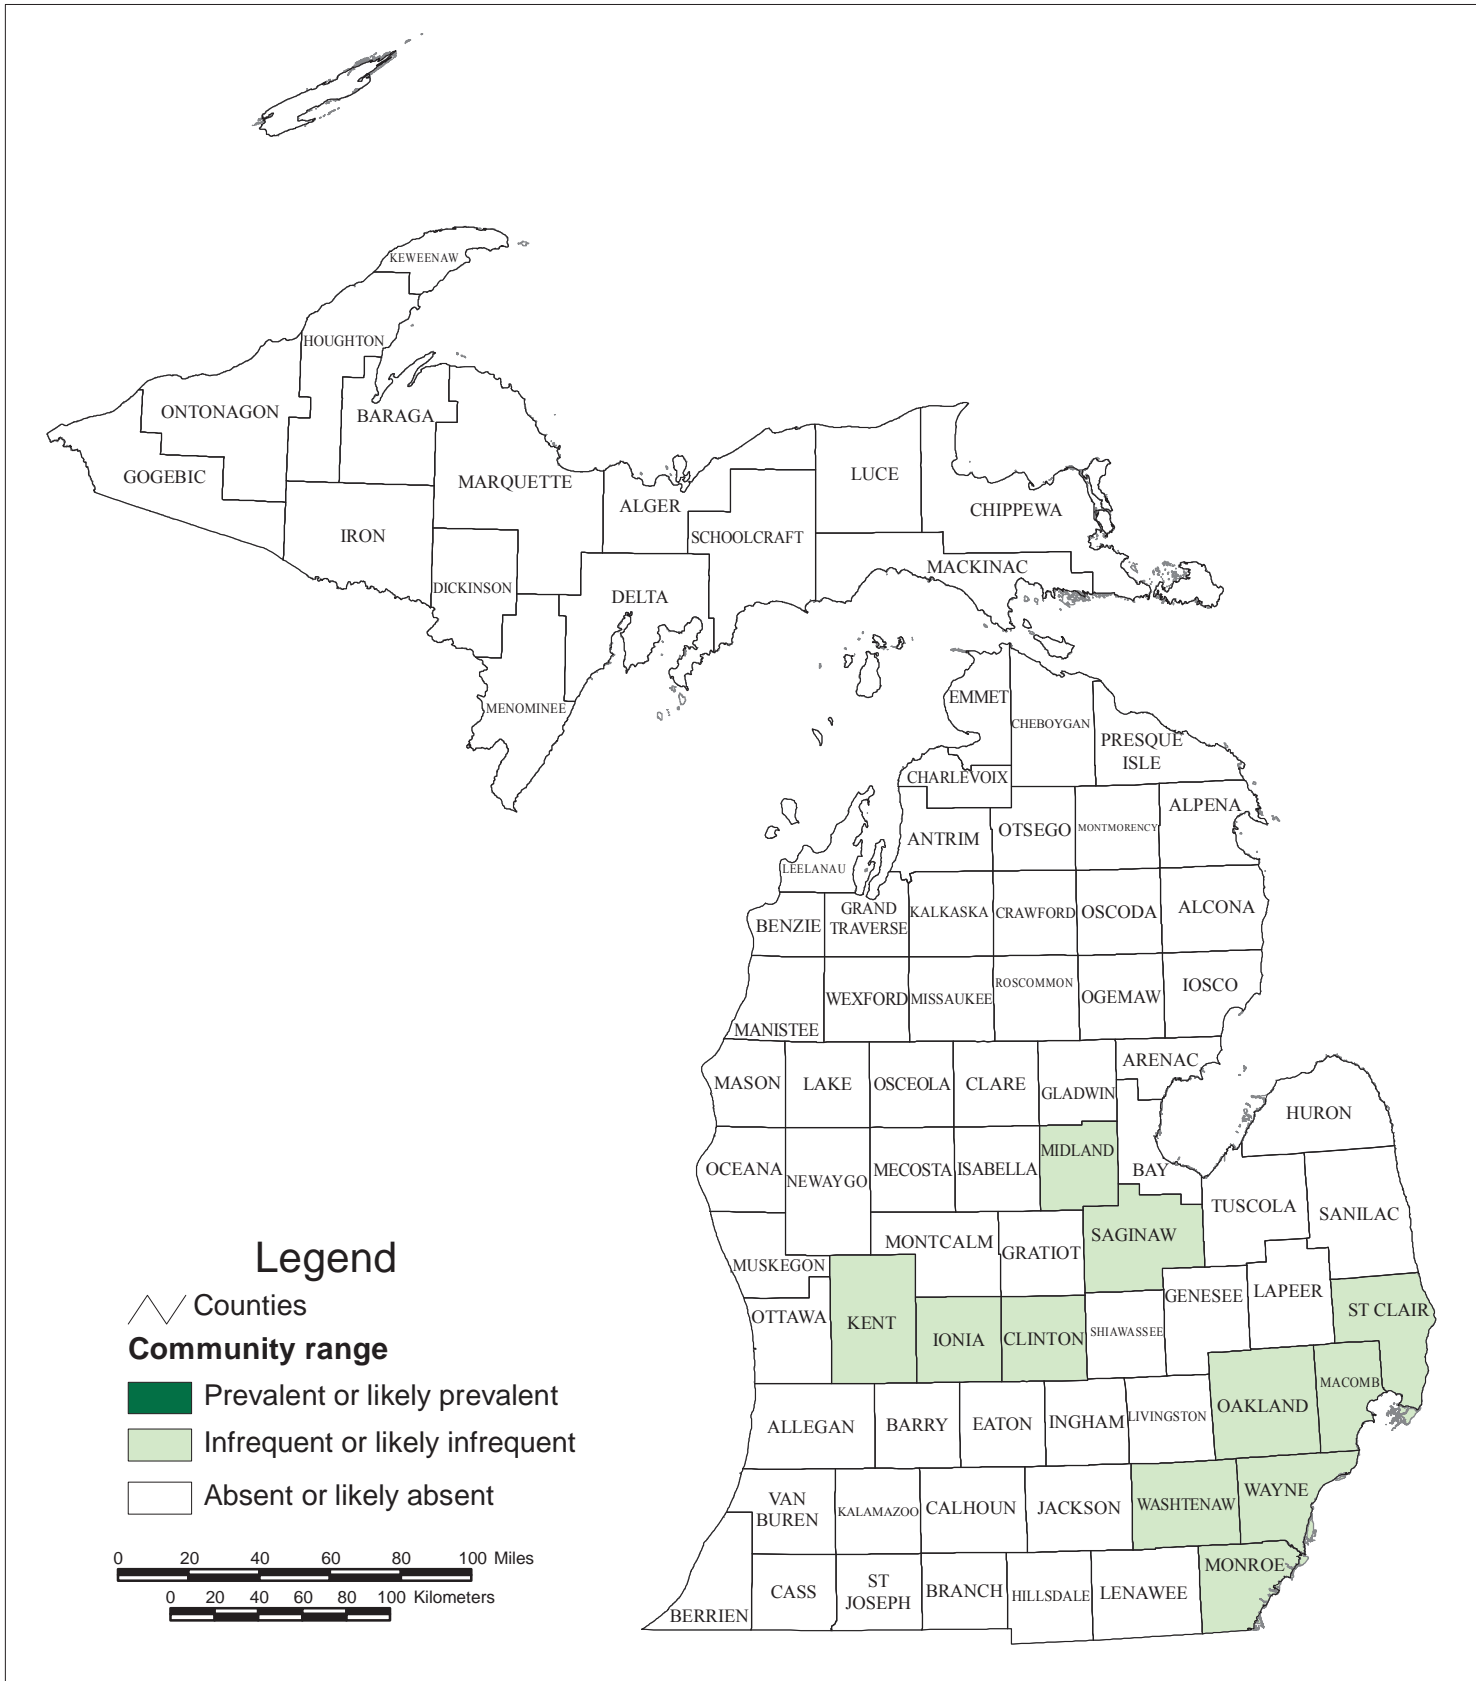 KEWEENAW
HOUGHTON
ONTONAGON
BARAGA
GOGEBIC
MARQUETTE
LUCE
ALGER
CHIPPEWA
IRON
SCHOOLCRAFT
MACKINAC
DICKINSON
DELTA
EMMET
MENOMINEE
CHEBOYGAN
PRESQUE
ISLE
CHARLEVOIX
ALPENA
ANTRIM
OTSEGO
MONTMORENCY
LEELANAU
BENZIE
GRAND
TRAVERSE
KALKASKA
CRAWFORD
OSCODA
ALCONA
MANISTEE
WEXFORD
MISSAUKEE
ROSCOMMON
OGEMAW
IOSCO
ARENAC
MASON
LAKE
OSCEOLA
CLARE
GLADWIN
HURON
OCEANA
NEWAYGO
MECOSTA
ISABELLA
MIDLAND
BAY
TUSCOLA
SANILAC
MUSKEGON
MONTCALM
GRATIOT
SAGINAW
OTTAWA
KENT
IONIA
CLINTON
SHIAWASSEE
GENESEE
LAPEER
ST CLAIR
ALLEGAN
BARRY
EATON
INGHAM
LIVINGSTON
OAKLAND
MACOMB
VAN
BUREN
KALAMAZOO
CALHOUN
JACKSON
WASHTENAW
WAYNE
BERRIEN
CASS
ST
JOSEPH
BRANCH
HILLSDALE
LENAWEE
MONROE
Legend
Counties
Community range
Prevalent or likely prevalent
Infrequent or likely infrequent
Absent or likely absent
0 20 40 60 80 100 Miles
0 20 40 60 80 100 Kilometers